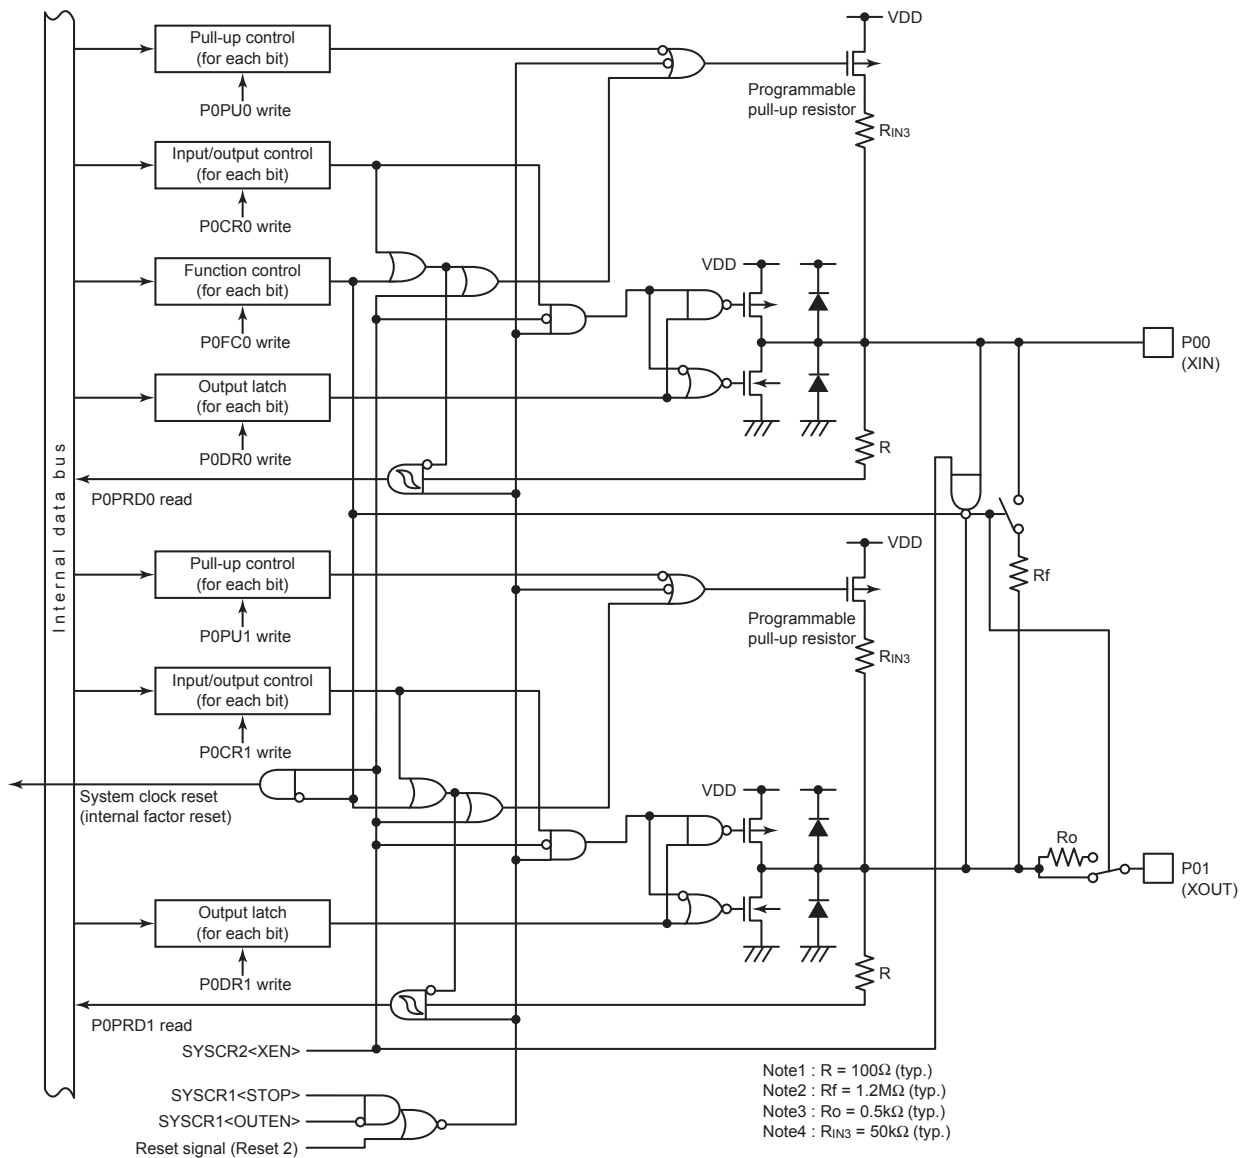 VDD
Pull-up control
(for each bit)
P0PU0 write
Programmable
pull-up resistor
RIN3
Input/output control
(for each bit)
P0CR0 write
Function control
(for each bit)
P0FC0 write
VDD
P00
(XIN)
Output latch
(for each bit)
P0DR0 write
R
P0PRD0 read
Internal data bus
VDD
Pull-up control
(for each bit)
P0PU1 write
Rf
Programmable
pull-up resistor
RIN3
Input/output control
(for each bit)
P0CR1 write
System clock reset
(internal factor reset)
VDD
Ro
P01
(XOUT)
Output latch
(for each bit)
P0DR1 write
R
P0PRD1 read
SYSCR2<XEN>
SYSCR1<STOP>
SYSCR1<OUTEN>
Reset signal (Reset 2)
Note1 : R = 100Ω (typ.)
Note2 : Rf = 1.2MΩ (typ.)
Note3 : Ro = 0.5kΩ (typ.)
Note4 : RIN3 = 50kΩ (typ.)